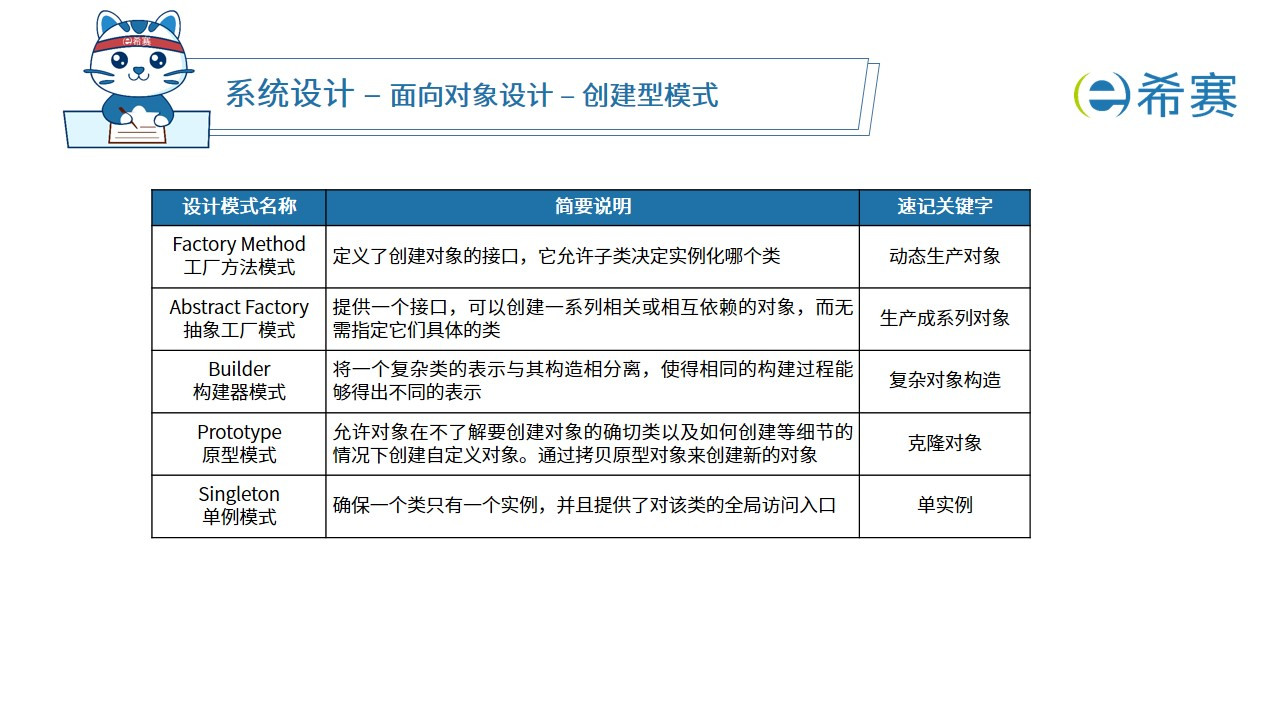 希赛
系统设计 – 面向对象设计 – 创建型模式
希赛
设计模式名称 简要说明 速记关键字
Factory Method
工厂方法模式
定义了创建对象的接口，它允许子类决定实例化哪个类
动态生产对象
Abstract Factory
抽象工厂模式
提供一个接口，可以创建一系列相关或相互依赖的对象，而无
需指定它们具体的类
生产成系列对象
Builder
构建器模式
将一个复杂类的表示与其构造相分离，使得相同的构建过程能
够得出不同的表示
复杂对象构造
Prototype
原型模式
允许对象在不了解要创建对象的确切类以及如何创建等细节的
情况下创建自定义对象。通过拷贝原型对象来创建新的对象
克隆对象
Singleton
单例模式
确保一个类只有一个实例，并且提供了对该类的全局访问入口
单实例